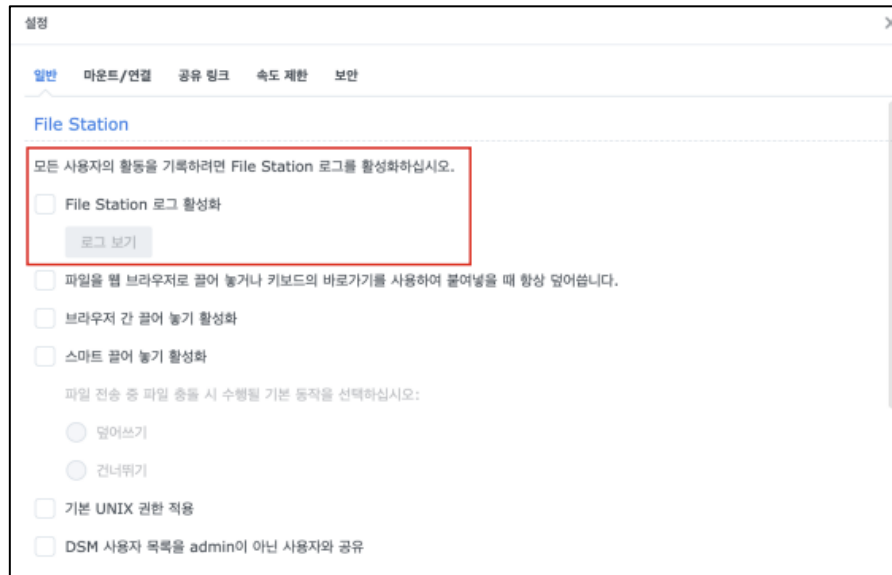 설정
일반 마운트/연결 공유 링크 속도 제한 보안
File Station
모든 사용자의 활동을 기록하려면 File Station 로그를 활성화하십시오.
File Station 로그 활성화
로그 보기
파일을 웹 브라우저로 끌어 놓거나 키보드의 바로가기를 사용하여 붙여넣을 때 항상 덮어씁니다.
브라우저 간 끌어 놓기 활성화
스마트 끌어 놓기 활성화
파일 전송 중 파일 충돌 시 수행될 기본 동작을 선택하십시오:
덮어쓰기
건너뛰기
기본 UNIX 권한 적용
DSM 사용자 목록을 admin이 아닌 사용자와 공유